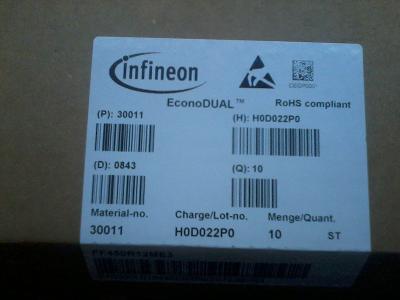 infineon
EconoDUAL™ RoHS compliant
(P): 30011 (H): H0D022P0
(D): 0843 (Q): 10
Material-no. Charge/Lot-no. Menge/Quant.
30011 H0D022P0 10 ST
FF450R12ME3